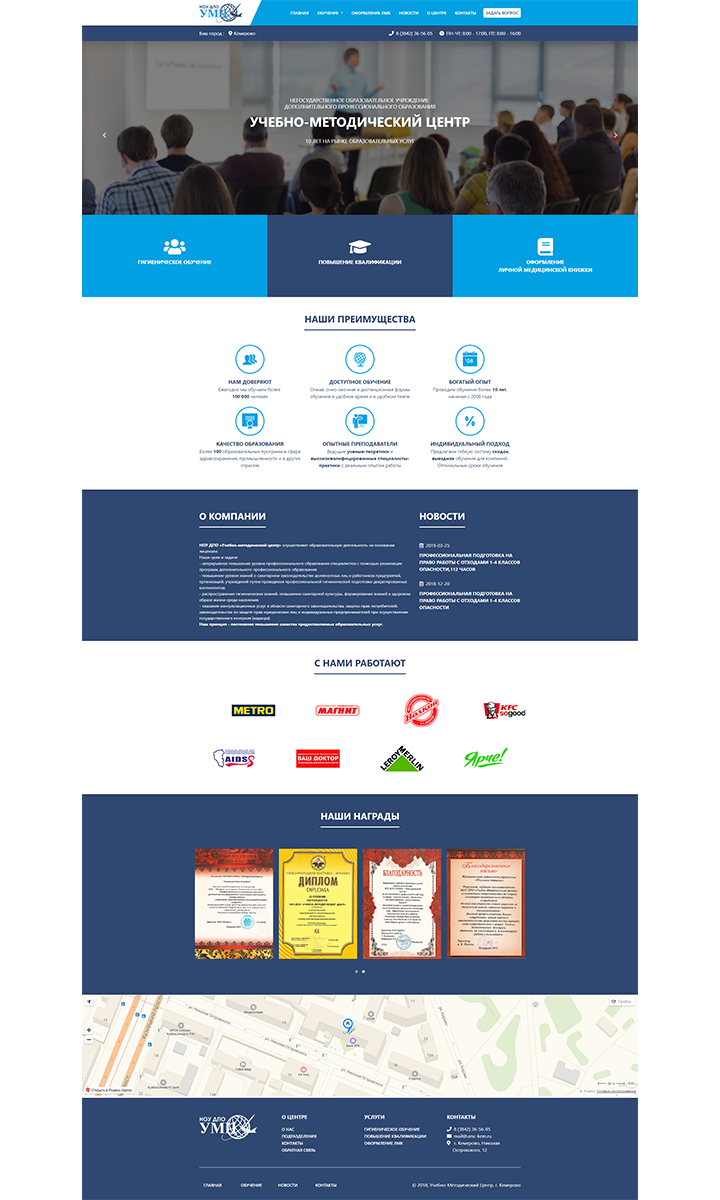 НОУ ДПО
УМЦ
ГЛАВНАЯ ОБУЧЕНИЕ ОФОРМЛЕНИЕ ЛМК НОВОСТИ О ЦЕНТРЕ КОНТАКТЫ ЗАДАТЬ ВОПРОС
Ваш город : Кемерово 8 (3842) 36-56-05 ПН-ЧТ: 8:00 - 17:00, ПТ: 8:00 - 16:00
НЕГОСУДАРСТВЕННОЕ ОБРАЗОВАТЕЛЬНОЕ УЧРЕЖДЕНИЕ
ДОПОЛНИТЕЛЬНОГО ПРОФЕССИОНАЛЬНОГО ОБРАЗОВАНИЯ
УЧЕБНО-МЕТОДИЧЕСКИЙ ЦЕНТР
10 ЛЕТ НА РЫНКЕ ОБРАЗОВАТЕЛЬНЫХ УСЛУГ
ГИГИЕНИЧЕСКОЕ ОБУЧЕНИЕ
ПОВЫШЕНИЕ КВАЛИФИКАЦИИ
ОФОРМЛЕНИЕ
ЛИЧНОЙ МЕДИЦИНСКОЙ КНИЖКИ
НАШИ ПРЕИМУЩЕСТВА
'08
НАМ ДОВЕРЯЮТ
Ежегодно мы обучаем более
100 000 человек
ДОСТУПНОЕ ОБУЧЕНИЕ
Очная, очно-заочная и дистанционная формы
обучения в удобное время и в удобном темпе
БОГАТЫЙ ОПЫТ
Проводим обучение более 10 лет,
начиная с 2008 года
КАЧЕСТВО ОБРАЗОВАНИЯ
Более 100 образовательных программ в сфере
здравоохранения, промышленности и в других
отраслях
ОПЫТНЫЕ ПРЕПОДАВАТЕЛИ
Ведущие ученые-теоретики и
высококвалифицированные специалисты-
практики с реальным опытом работы
%
ИНДИВИДУАЛЬНЫЙ ПОДХОД
Предлагаем гибкую систему скидок,
выездное обучение для компаний.
Оптимальные сроки обучения
О КОМПАНИИ
НОУ ДПО «Учебно-методический центр» осуществляет образовательную деятельность на основании
лицензии.
Наши цели и задачи:
- непрерывное повышение уровня профессионального образования специалистов с помощью реализации
программ дополнительного профессионального образования;
- повышение уровня знаний о санитарном законодательстве должностных лиц и работников предприятий,
организаций, учреждений путем проведения профессиональной гигиенической подготовки декретированных
контингентов;
- распространение гигиенических знаний, повышение санитарной культуры, формирование знаний о здоровом
образе жизни среди населения;
- оказание консультационных услуг в области санитарного законодательства, защиты прав потребителей,
законодательства по защите прав юридических лиц и индивидуальных предпринимателей при осуществлении
государственного контроля (надзора).
Наш принцип - постоянное повышение качества предоставляемых образовательных услуг.
НОВОСТИ
2019-03-25
ПРОФЕССИОНАЛЬНАЯ ПОДГОТОВКА НА
ПРАВО РАБОТЫ С ОТХОДАМИ 1-4 КЛАССОВ
ОПАСНОСТИ,112 ЧАСОВ
2018-12-20
ПРОФЕССИОНАЛЬНАЯ ПОДГОТОВКА НА
ПРАВО РАБОТЫ С ОТХОДАМИ 1-4 КЛАССОВ
ОПАСНОСТИ
С НАМИ РАБОТАЮТ
METRO
МАГНИТ
Волков
KFC
so good
AIDS
ВАШ ДОКТОР
LEROY MERLIN
Ярче!
НАШИ НАГРАДЫ
ДИПЛОМ
DIPLOMA
БЛАГОДАРНОСТЬ
Благодарственное
письмо
ул. Николая Островского
ул. Николая Островского
Открыть в Яндекс.Картах
Условия использования
НОУ ДПО
УМЦ
О ЦЕНТРЕ
О НАС
ПОДРАЗДЕЛЕНИЯ
КОНТАКТЫ
ОБРАТНАЯ СВЯЗЬ
УСЛУГИ
ГИГИЕНИЧЕСКОЕ ОБУЧЕНИЕ
ПОВЫШЕНИЕ КВАЛИФИКАЦИИ
ОФОРМЛЕНИЕ ЛМК
КОНТАКТЫ
8 (3842) 36-56-05
mail@umc-kem.ru
г. Кемерово, Николая
Островского, 12
ГЛАВНАЯ ОБУЧЕНИЕ НОВОСТИ КОНТАКТЫ © 2018, Учебно-Методический Центр, г. Кемерово